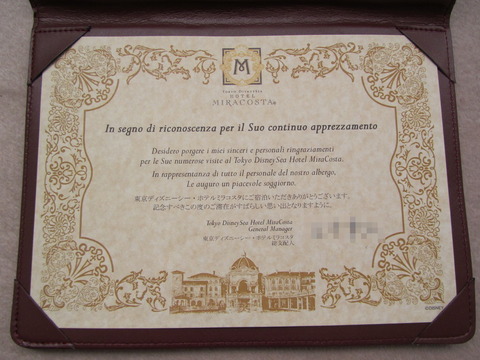 M
TOKYO DISNEYSEA
HOTEL
MIRACOSTA®
In segno di riconoscenza per il Suo continuo apprezzamento
Desidero porgere i miei sinceri e personali ringraziamenti
per le Sue numerose visite al Tokyo DisneySea Hotel MiraCosta.
In rappresentanza di tutto il personale del nostro albergo.
Le auguro un piacevole soggiorno.
東京ディズニーシー・ホテルミラコスタにご宿泊いただきありがとうございます。
記念すべきこの度のご滞在がすばらしい思い出となりますように。
Tokyo DisneySea Hotel MiraCosta
General Manager
東京ディズニーシー・ホテルミラコスタ
総支配人